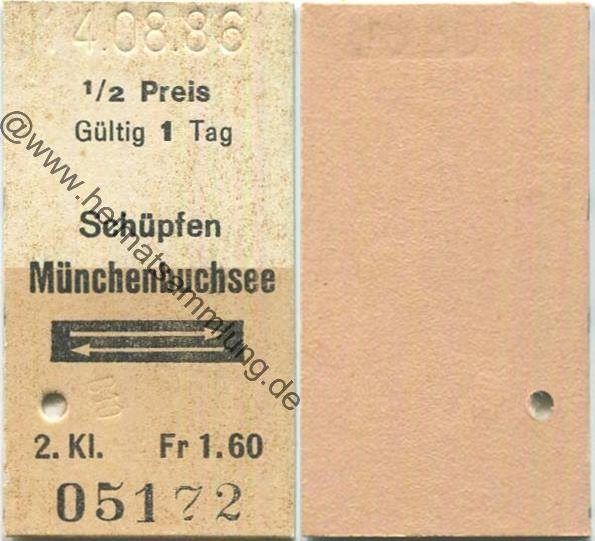 14.08.86
1/2 Preis
Gültig 1 Tag
Schüpfen
Münchenbuchsee
2. Kl. Fr 1.60
05172
@www.heimatsammlung.de